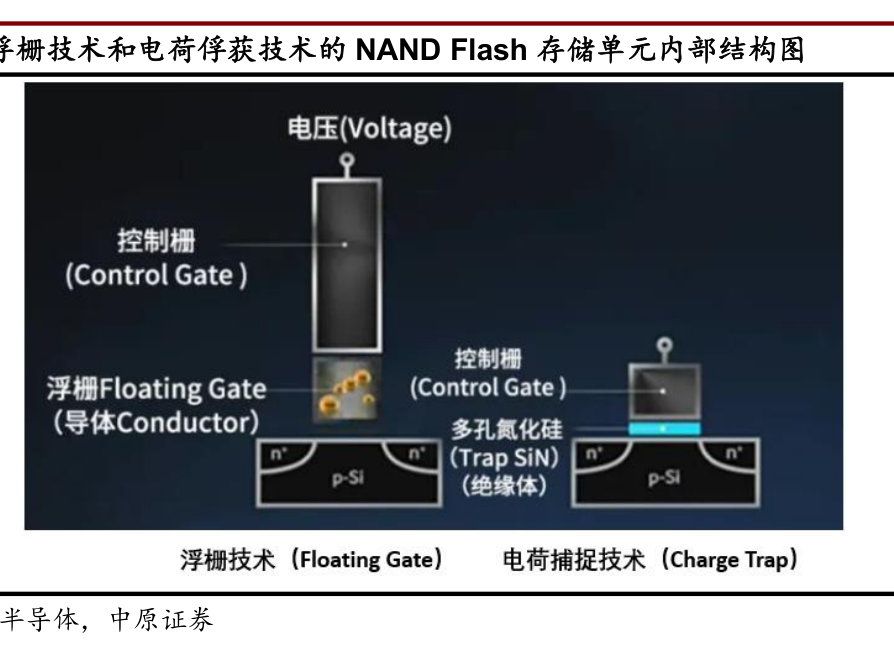 浮栅技术和电荷俘获技术的 NAND Flash 存储单元内部结构图
电压(Voltage)
控制栅
(Control Gate )
浮栅Floating Gate
（导体Conductor）
n+
n+
p-Si
控制栅
(Control Gate )
多孔氮化硅
（Trap SiN）
（绝缘体）
n+
n+
p-Si
浮栅技术（Floating Gate）
电荷捕捉技术（Charge Trap）
半导体，中原证券